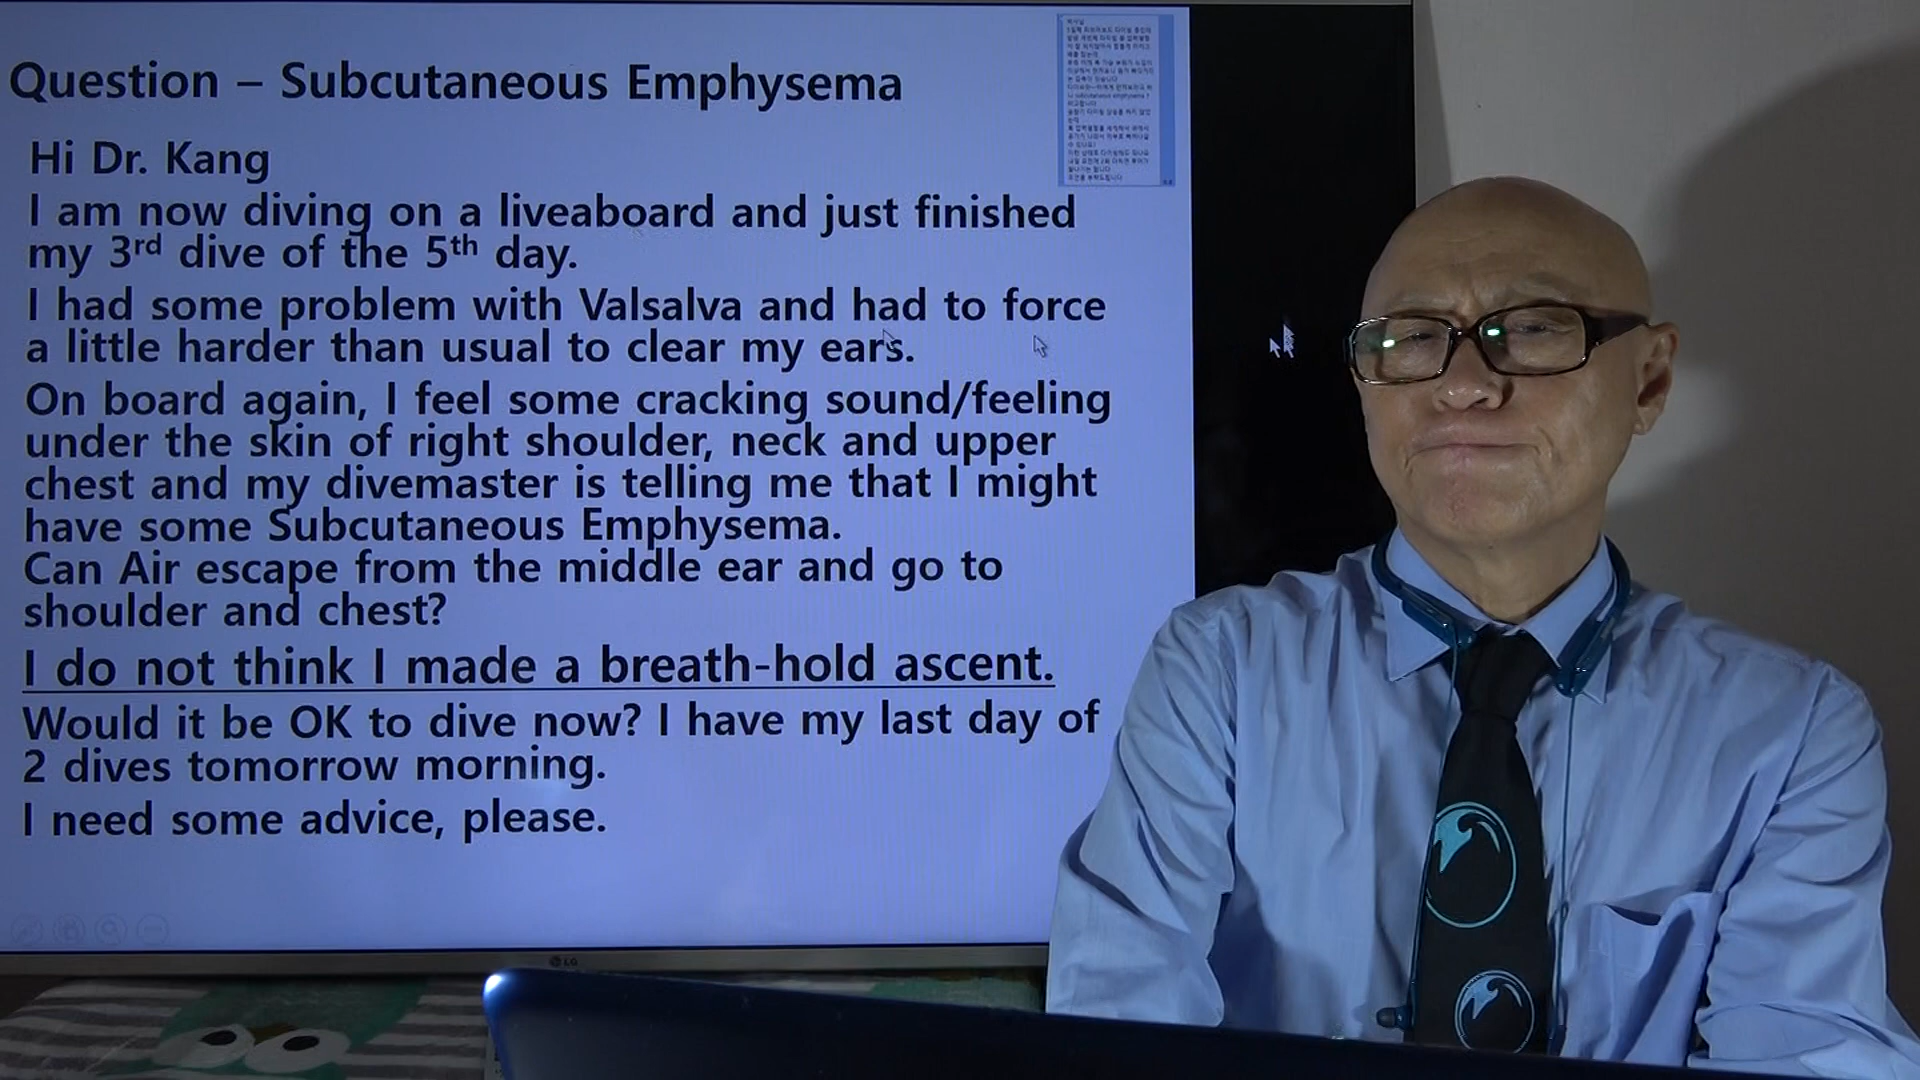 Question – Subcutaneous Emphysema
Hi Dr. Kang
I am now diving on a liveaboard and just finished
my 3rd dive of the 5th day.
I had some problem with Valsalva and had to force
a little harder than usual to clear my ears.
On board again, I feel some cracking sound/feeling
under the skin of right shoulder, neck and upper
chest and my divemaster is telling me that I might
have some Subcutaneous Emphysema.
Can Air escape from the middle ear and go to
shoulder and chest?
I do not think I made a breath-hold ascent.
Would it be OK to dive now? I have my last day of
2 dives tomorrow morning.
I need some advice, please.
LG